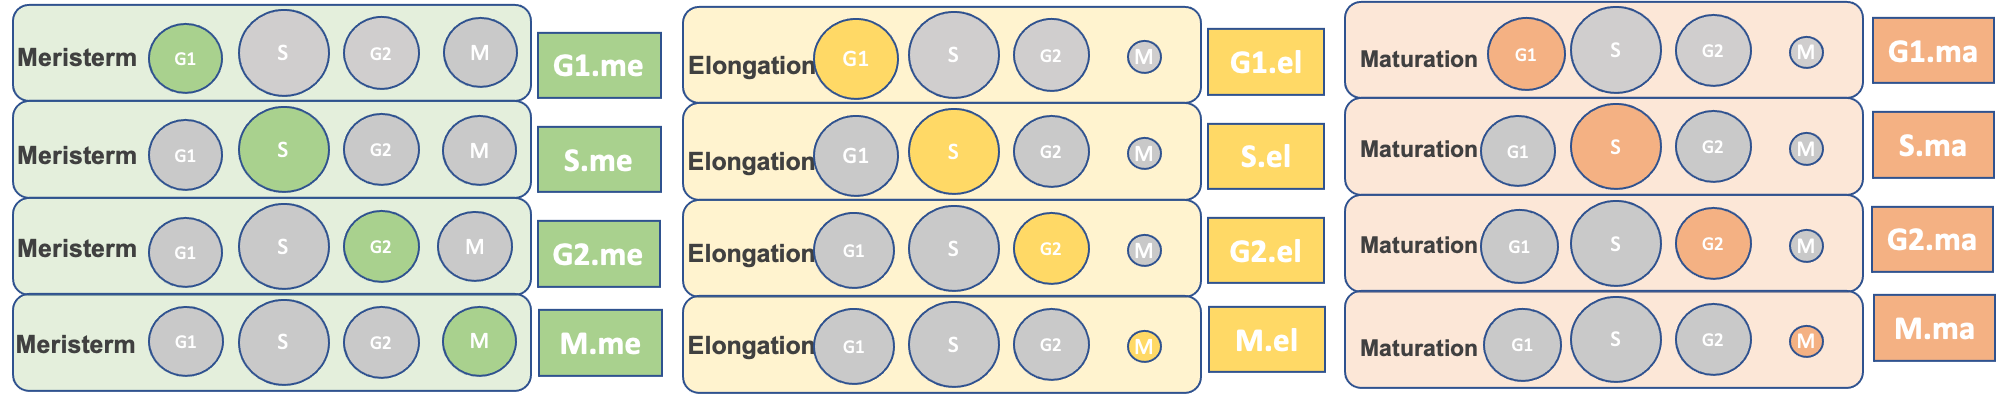 Meristerm G1 S G2 M G1.me
Meristerm G1 S G2 M S.me
Meristerm G1 S G2 M G2.me
Meristerm G1 S G2 M M.me
Elongation G1 S G2 M G1.el
Elongation G1 S G2 M S.el
Elongation G1 S G2 M G2.el
Elongation G1 S G2 M M.el
Maturation G1 S G2 M G1.ma
Maturation G1 S G2 M S.ma
Maturation G1 S G2 M G2.ma
Maturation G1 S G2 M M.ma